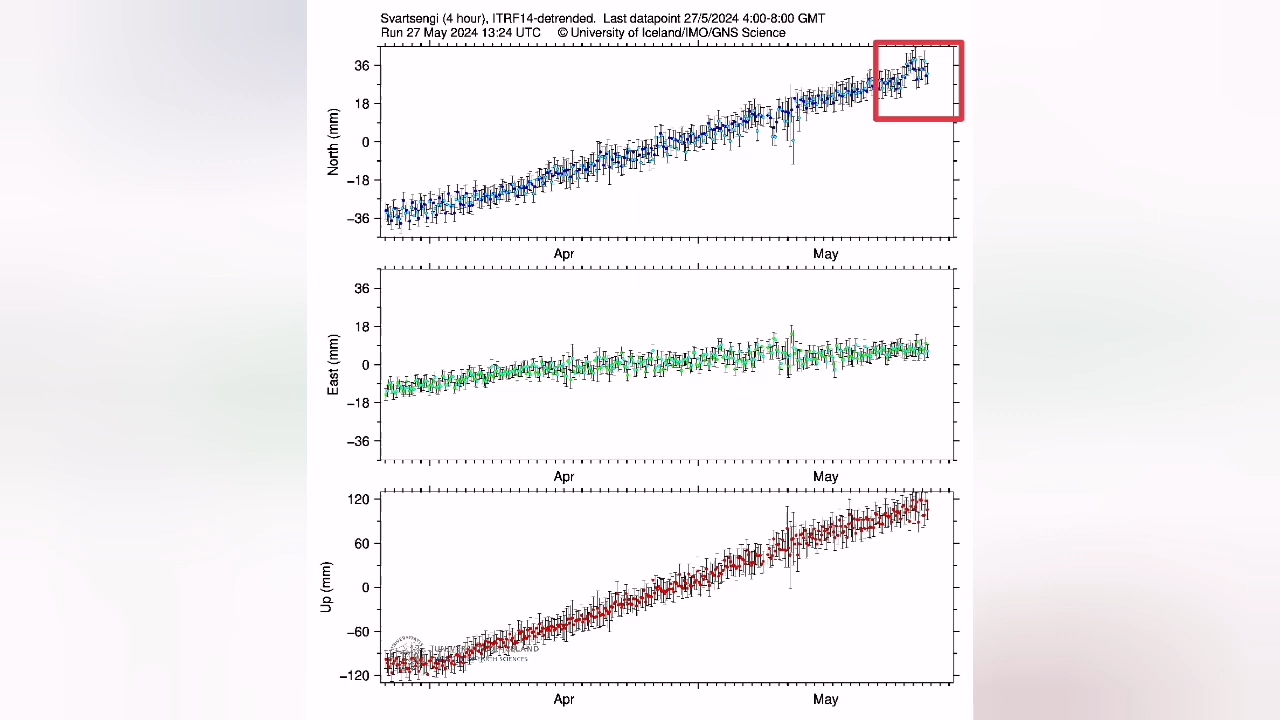 Svartsengi (4 hour), ITRF14-detrended. Last datapoint 27/5/2024 4:00-8:00 GMT
Run 27 May 2024 13:24 UTC © University of Iceland/IMO/GNS Science
North (mm)
36
18
0
−18
−36
Apr May
East (mm)
36
18
0
−18
−36
Apr May
Up (mm)
120
60
0
−60
−120
Apr May